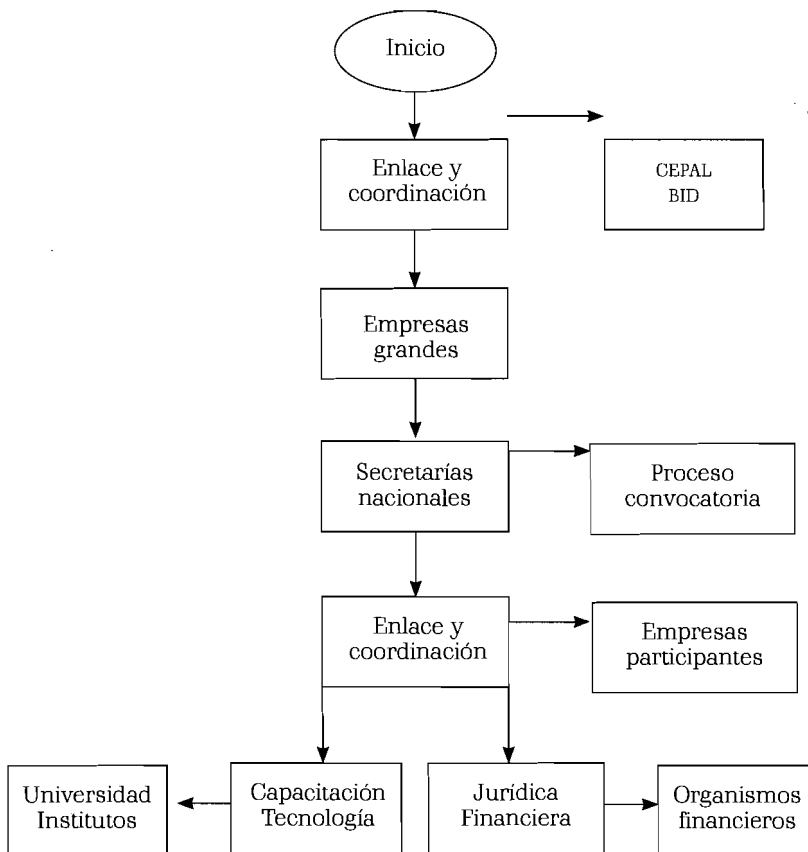 Inicio
Enlace y
coordinación
CEPAL
BID
Empresas
grandes
Secretarías
nacionales
Proceso
convocatoria
Enlace y
coordinación
Empresas
participantes
Universidad
Institutos
Capacitación
Tecnología
Jurídica
Financiera
Organismos
financieros